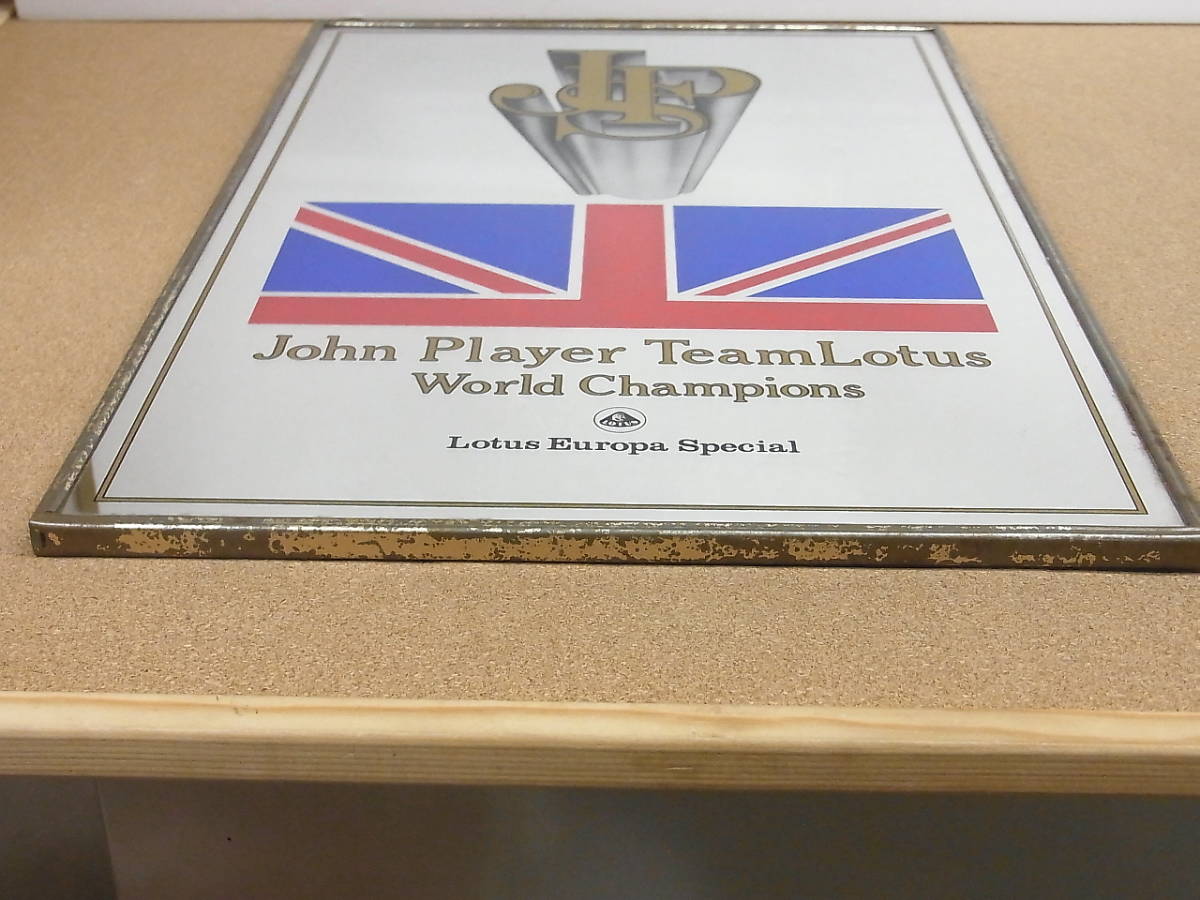 JPS
John Player TeamLotus
World Champions
LOTUS
Lotus Europa Special